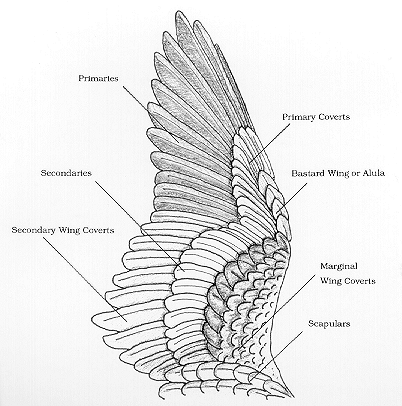 Primaries
Primary Coverts
Secondaries
Bastard Wing or Alula
Secondary Wing Coverts
Marginal
Wing Coverts
Scapulars